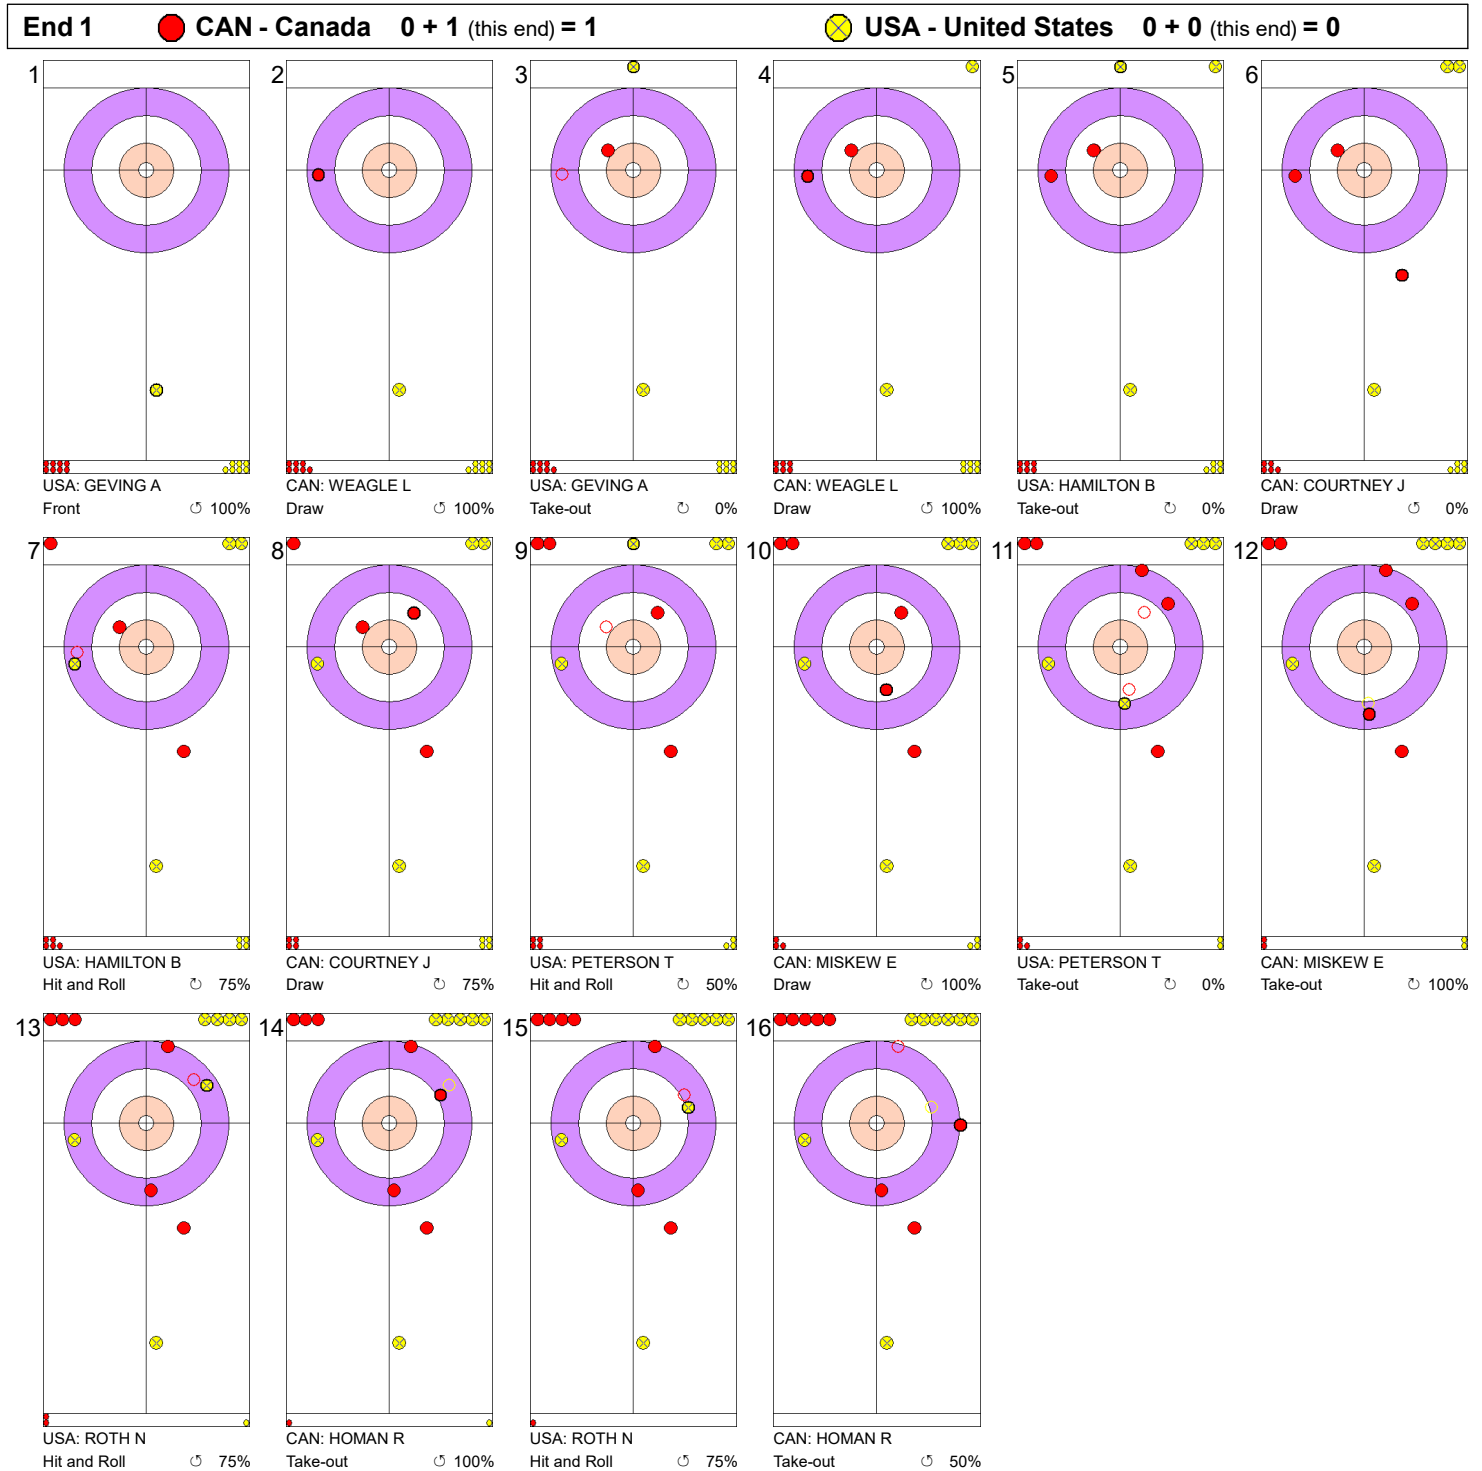 End 1 CAN - Canada 0 + 1 (this end) = 1 USA - United States 0 + 0 (this end) = 0
1 2 3 4 5 6
USA: GEVING A CAN: WEAGLE L USA: GEVING A CAN: WEAGLE L USA: HAMILTON B CAN: COURTNEY J
Front ↺ 100% Draw ↺ 100% Take-out ↻ 0% Draw ↺ 100% Take-out ↻ 0% Draw ↺ 0%
7 8 9 10 11 12
USA: HAMILTON B CAN: COURTNEY J USA: PETERSON T CAN: MISKEW E USA: PETERSON T CAN: MISKEW E
Hit and Roll ↻ 75% Draw ↻ 75% Hit and Roll ↻ 50% Draw ↻ 100% Take-out ↻ 0% Take-out ↻ 100%
13 14 15 16
USA: ROTH N CAN: HOMAN R USA: ROTH N CAN: HOMAN R
Hit and Roll ↺ 75% Take-out ↺ 100% Hit and Roll ↺ 75% Take-out ↺ 50%